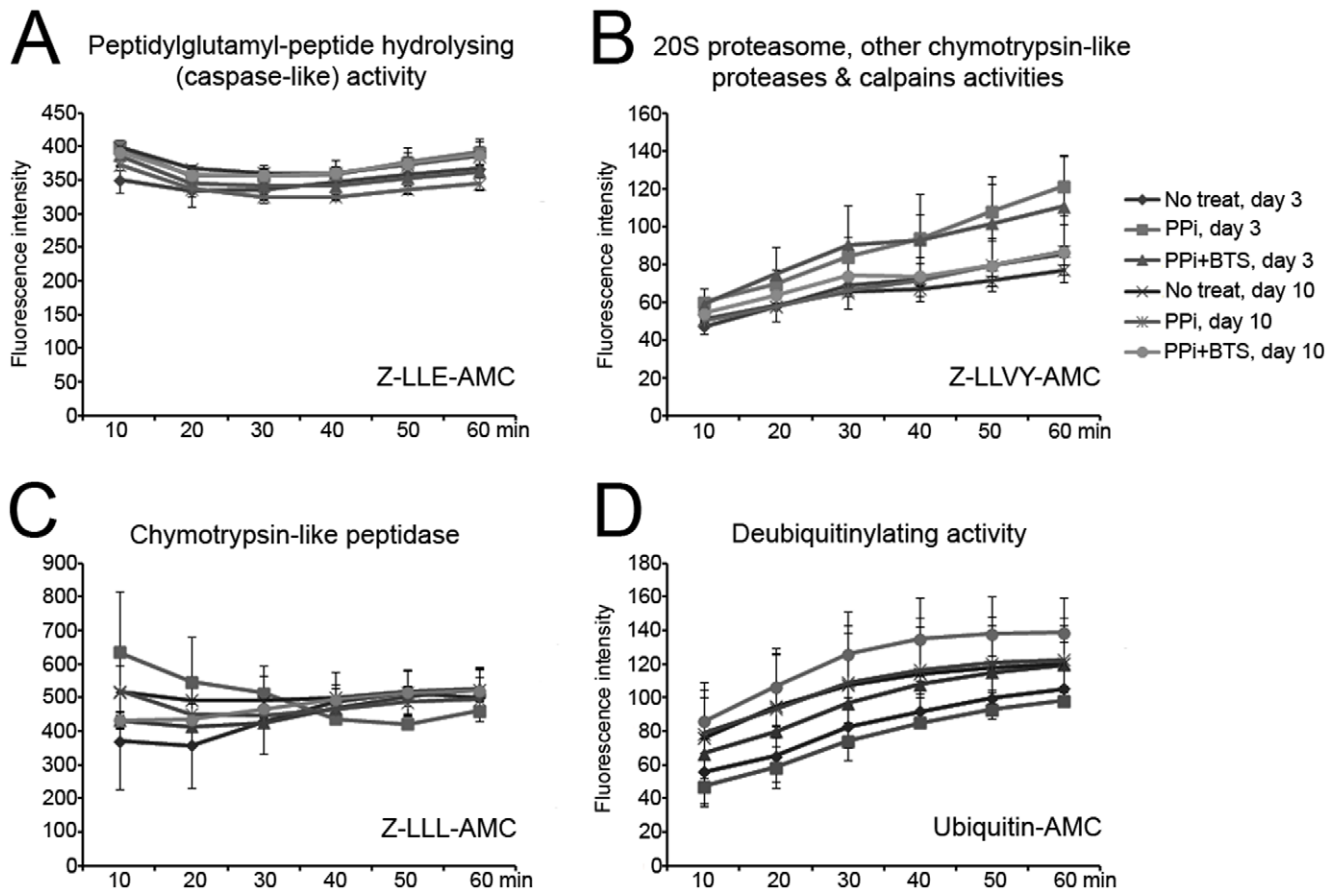 A
Peptidylglutamyl-peptide hydrolysing
(caspase-like) activity
Fluorescence intensity
450
400
350
300
250
200
150
100
50
0
10 20 30 40 50 60 min
Z-LLE-AMC
B
20S proteasome, other chymotrypsin-like
proteases & calpains activities
Fluorescence intensity
160
140
120
100
80
60
40
20
0
10 20 30 40 50 60 min
Z-LLVY-AMC
No treat, day 3
PPi, day 3
PPi+BTS, day 3
No treat, day 10
PPi, day 10
PPi+BTS, day 10
C
Chymotrypsin-like peptidase
900
800
700
600
500
400
300
200
100
0
10 20 30 40 50 60 min
Z-LLL-AMC
D
Deubiquitinylating activity
Fluorescence intensity
180
160
140
120
100
80
60
40
20
0
10 20 30 40 50 60 min
Ubiquitin-AMC